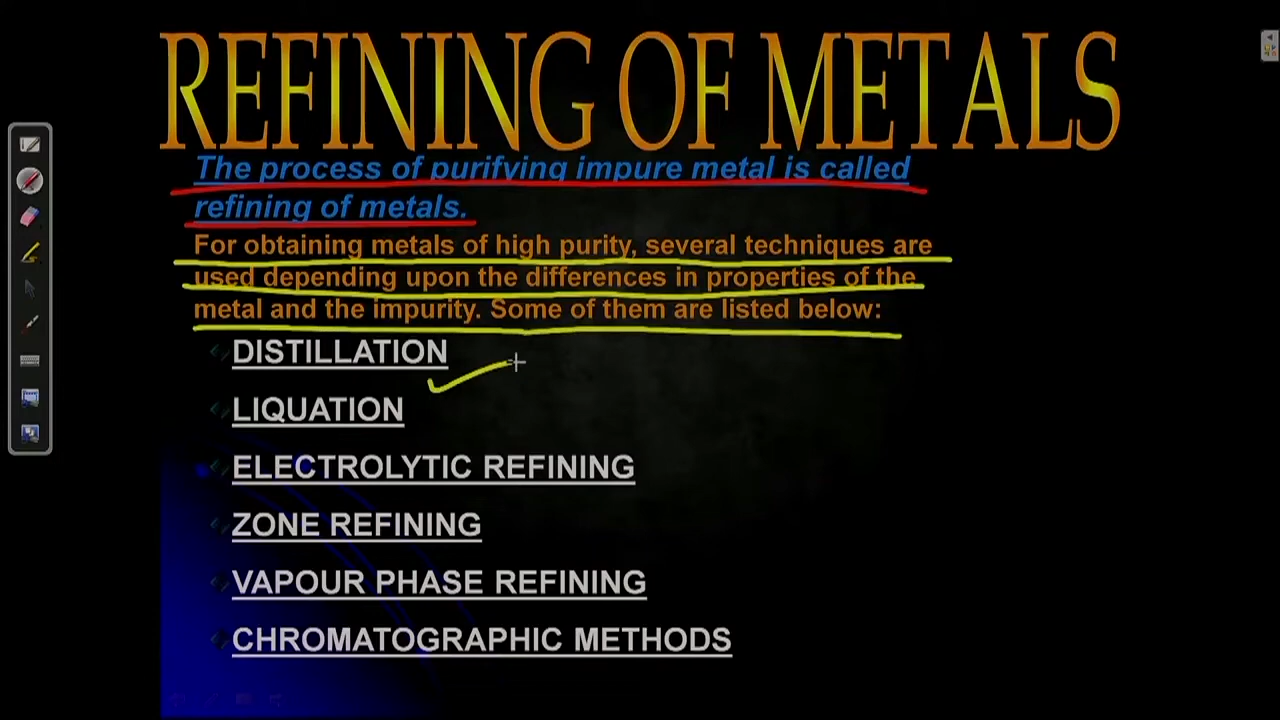 REFINING OF METALS
The process of purifying impure metal is called
refining of metals.
For obtaining metals of high purity, several techniques are
used depending upon the differences in properties of the
metal and the impurity. Some of them are listed below:
DISTILLATION
LIQUATION
ELECTROLYTIC REFINING
ZONE REFINING
VAPOUR PHASE REFINING
CHROMATOGRAPHIC METHODS